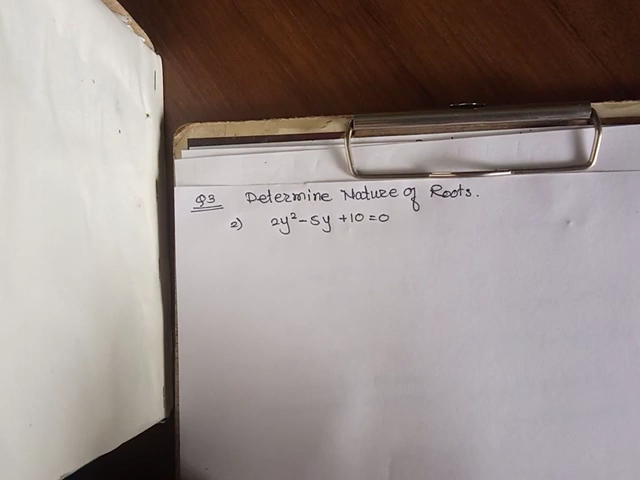 Q3 Determine Nature of Roots.
2) 2y²-5y +10=0